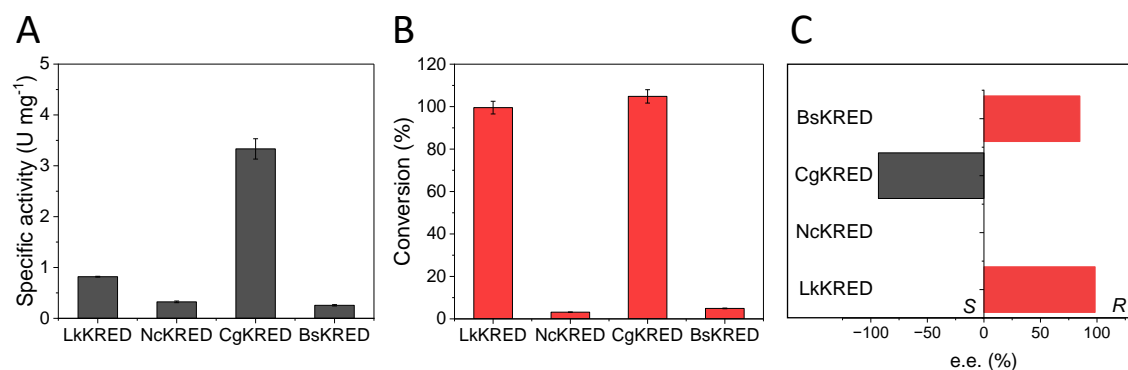 A
Specific activity (U mg⁻¹)
5
4
3
2
1
0
LkKRED NcKRED CgKRED BsKRED
B
Conversion (%)
120
100
80
60
40
20
0
LkKRED NcKRED CgKRED BsKRED
C
BsKRED
CgKRED
NcKRED
LkKRED
S R
−100 −50 0 50 100
e.e. (%)